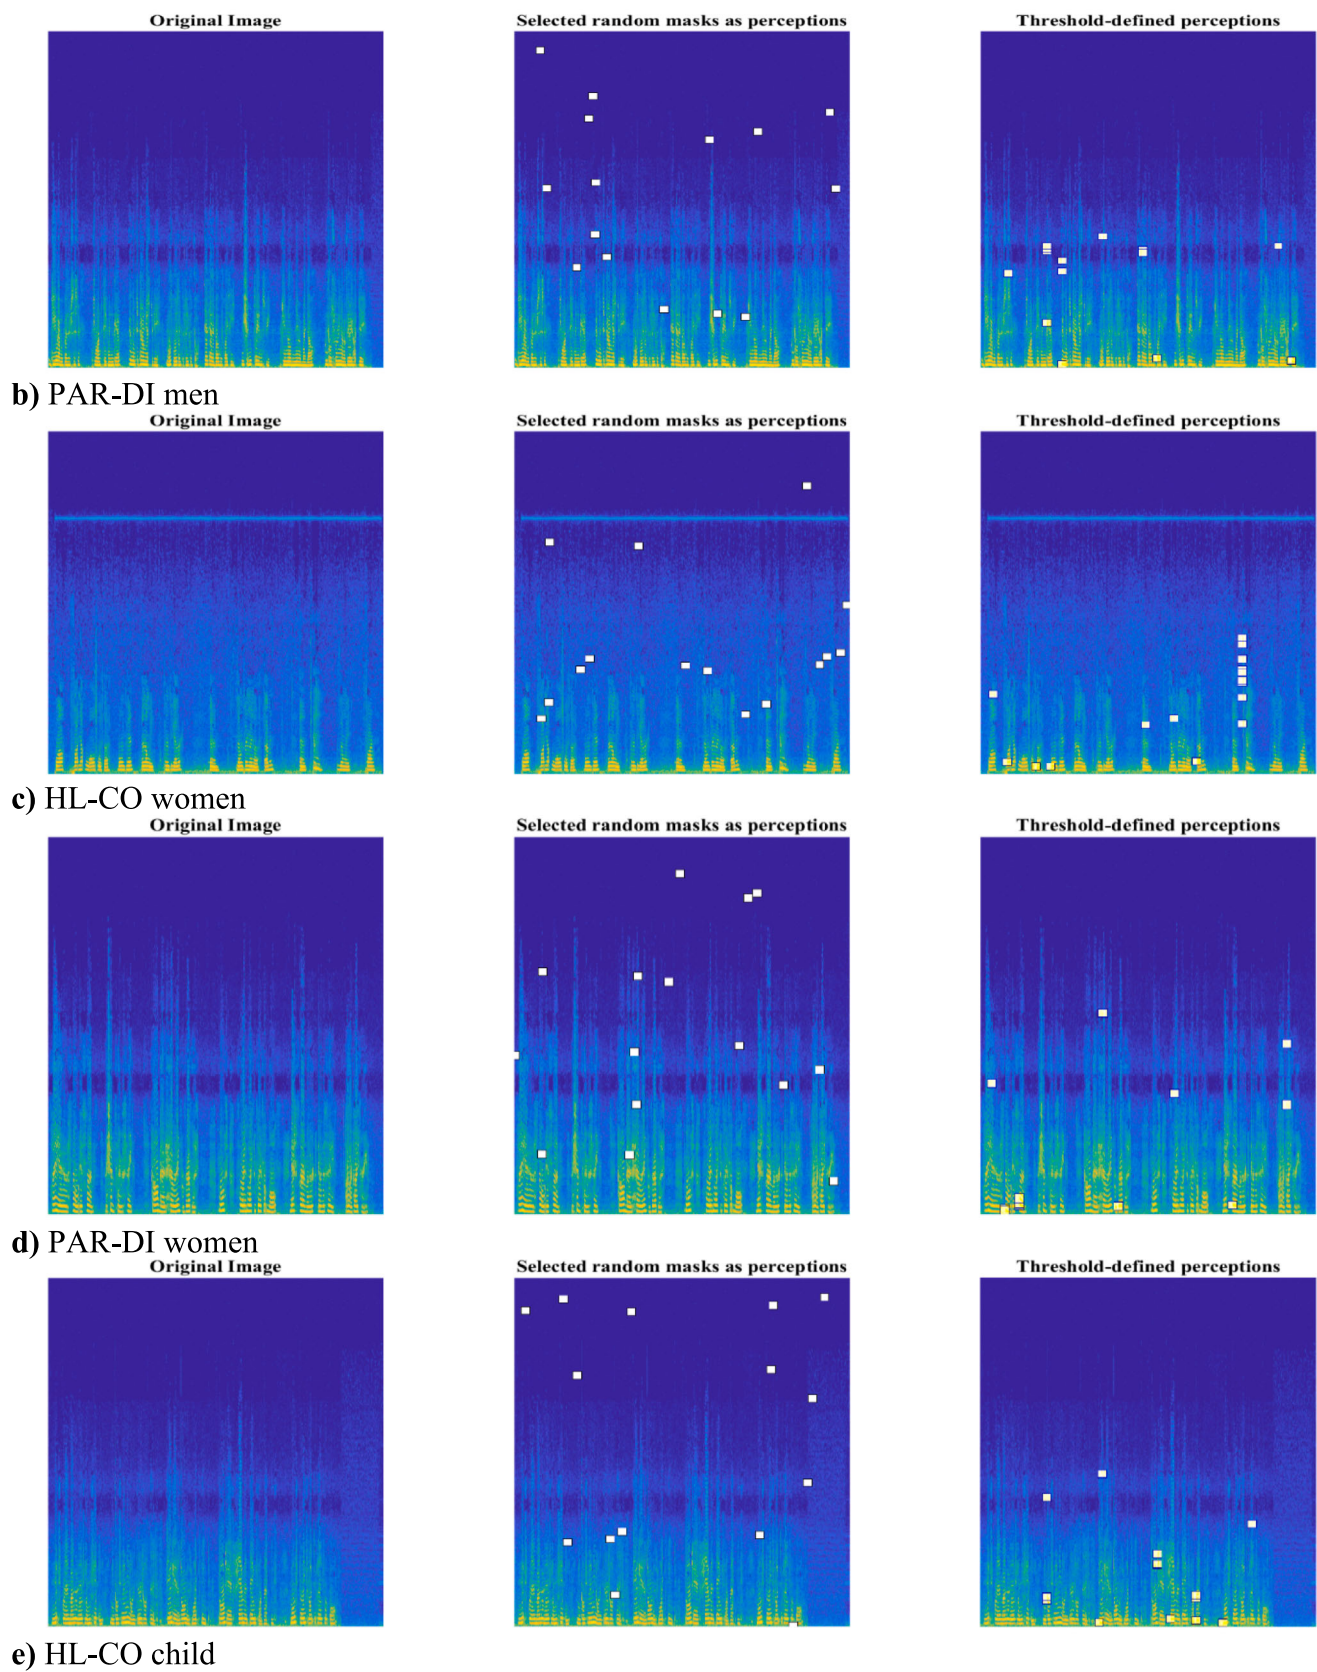 Original Image Selected random masks as perceptions Threshold-defined perceptions
b) PAR-DI men
Original Image Selected random masks as perceptions Threshold-defined perceptions
c) HL-CO women
Original Image Selected random masks as perceptions Threshold-defined perceptions
d) PAR-DI women
Original Image Selected random masks as perceptions Threshold-defined perceptions
e) HL-CO child